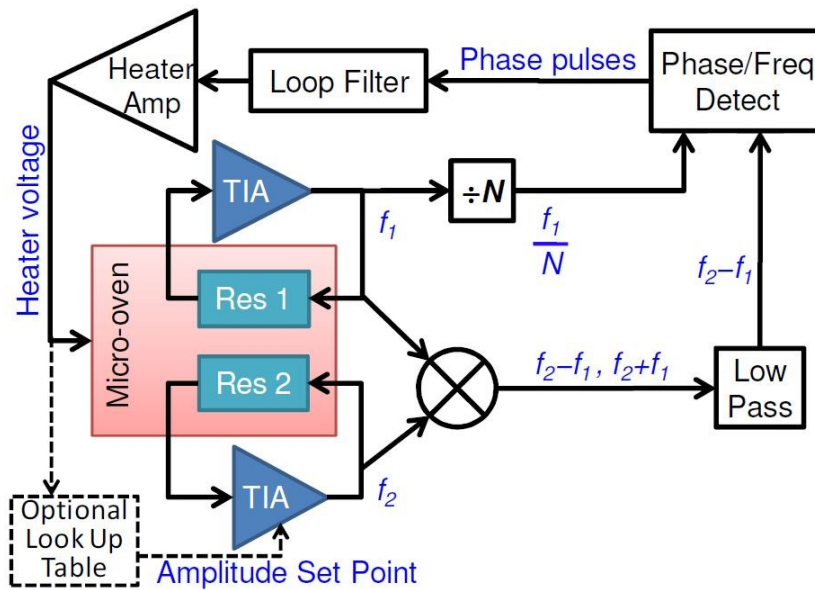 Heater
Amp
Loop Filter
Phase pulses
Phase/Freq
Detect
Heater voltage
TIA
f₁
÷N
f₁
N
f₂−f₁
Micro-oven
Res 1
Res 2
f₂−f₁ , f₂+f₁
Low
Pass
TIA
f₂
Optional
Look Up
Table
Amplitude Set Point